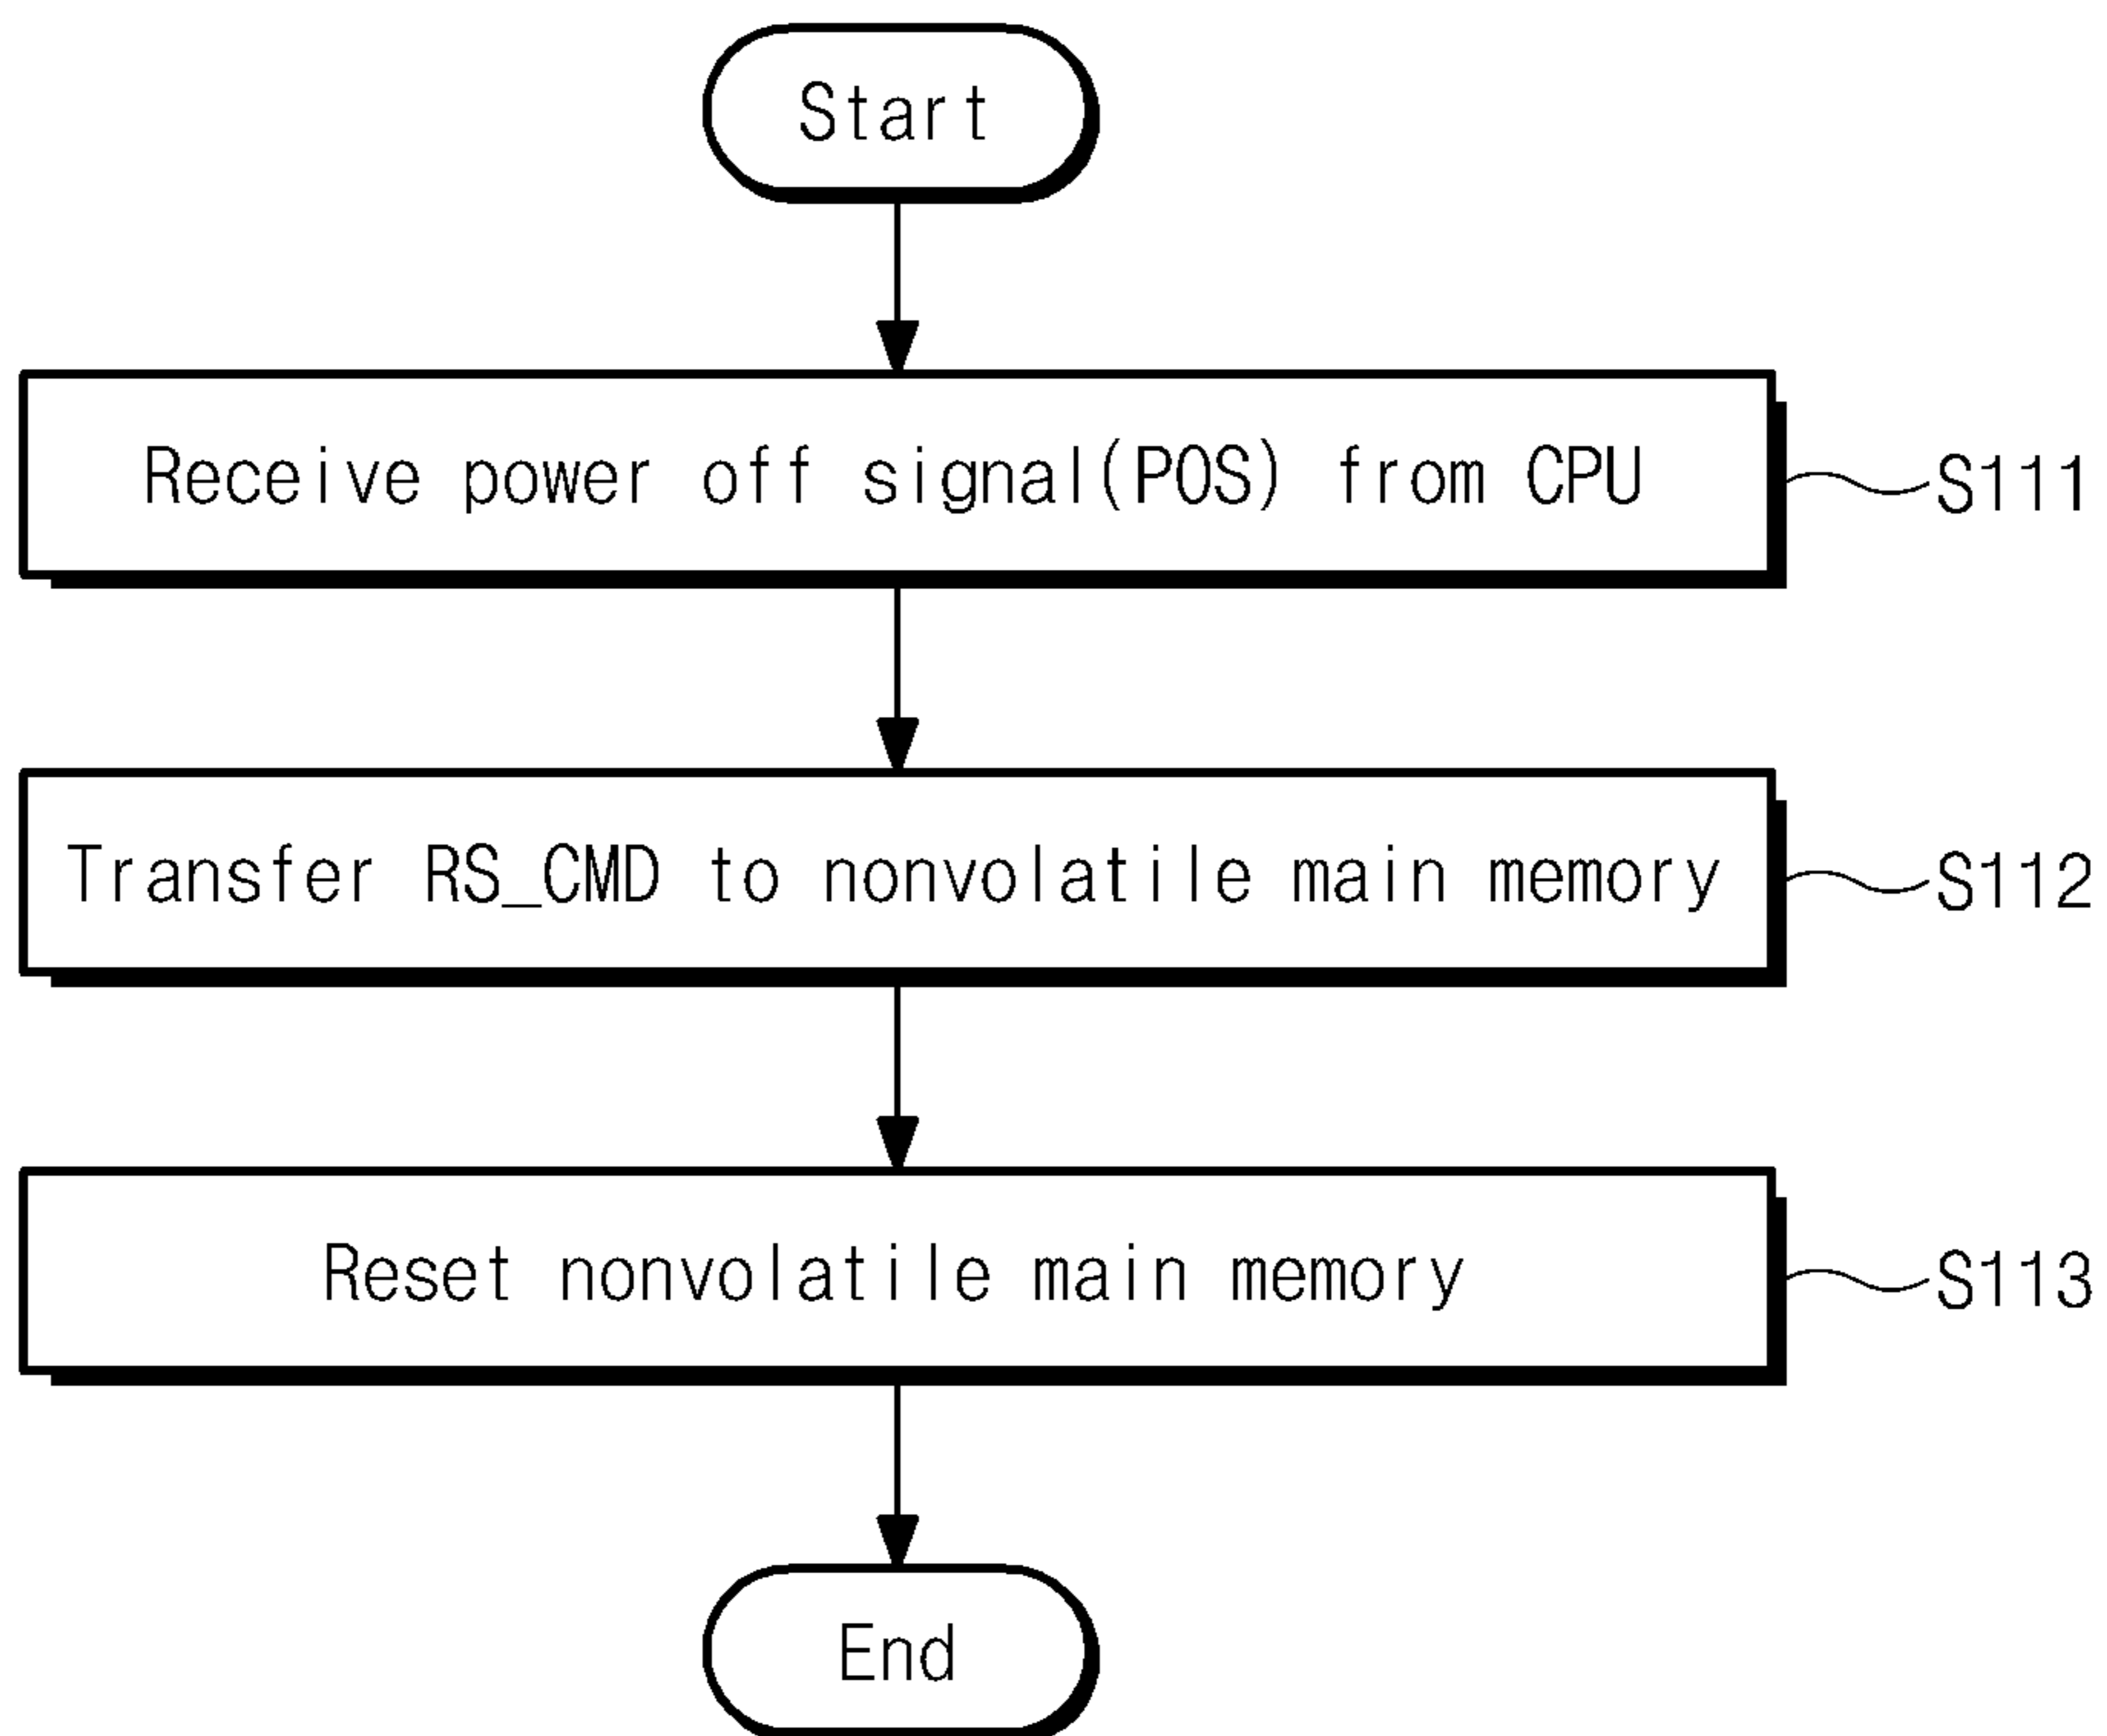 Start
Receive power off signal(POS) from CPU
S111
Transfer RS_CMD to nonvolatile main memory
S112
Reset nonvolatile main memory
S113
End